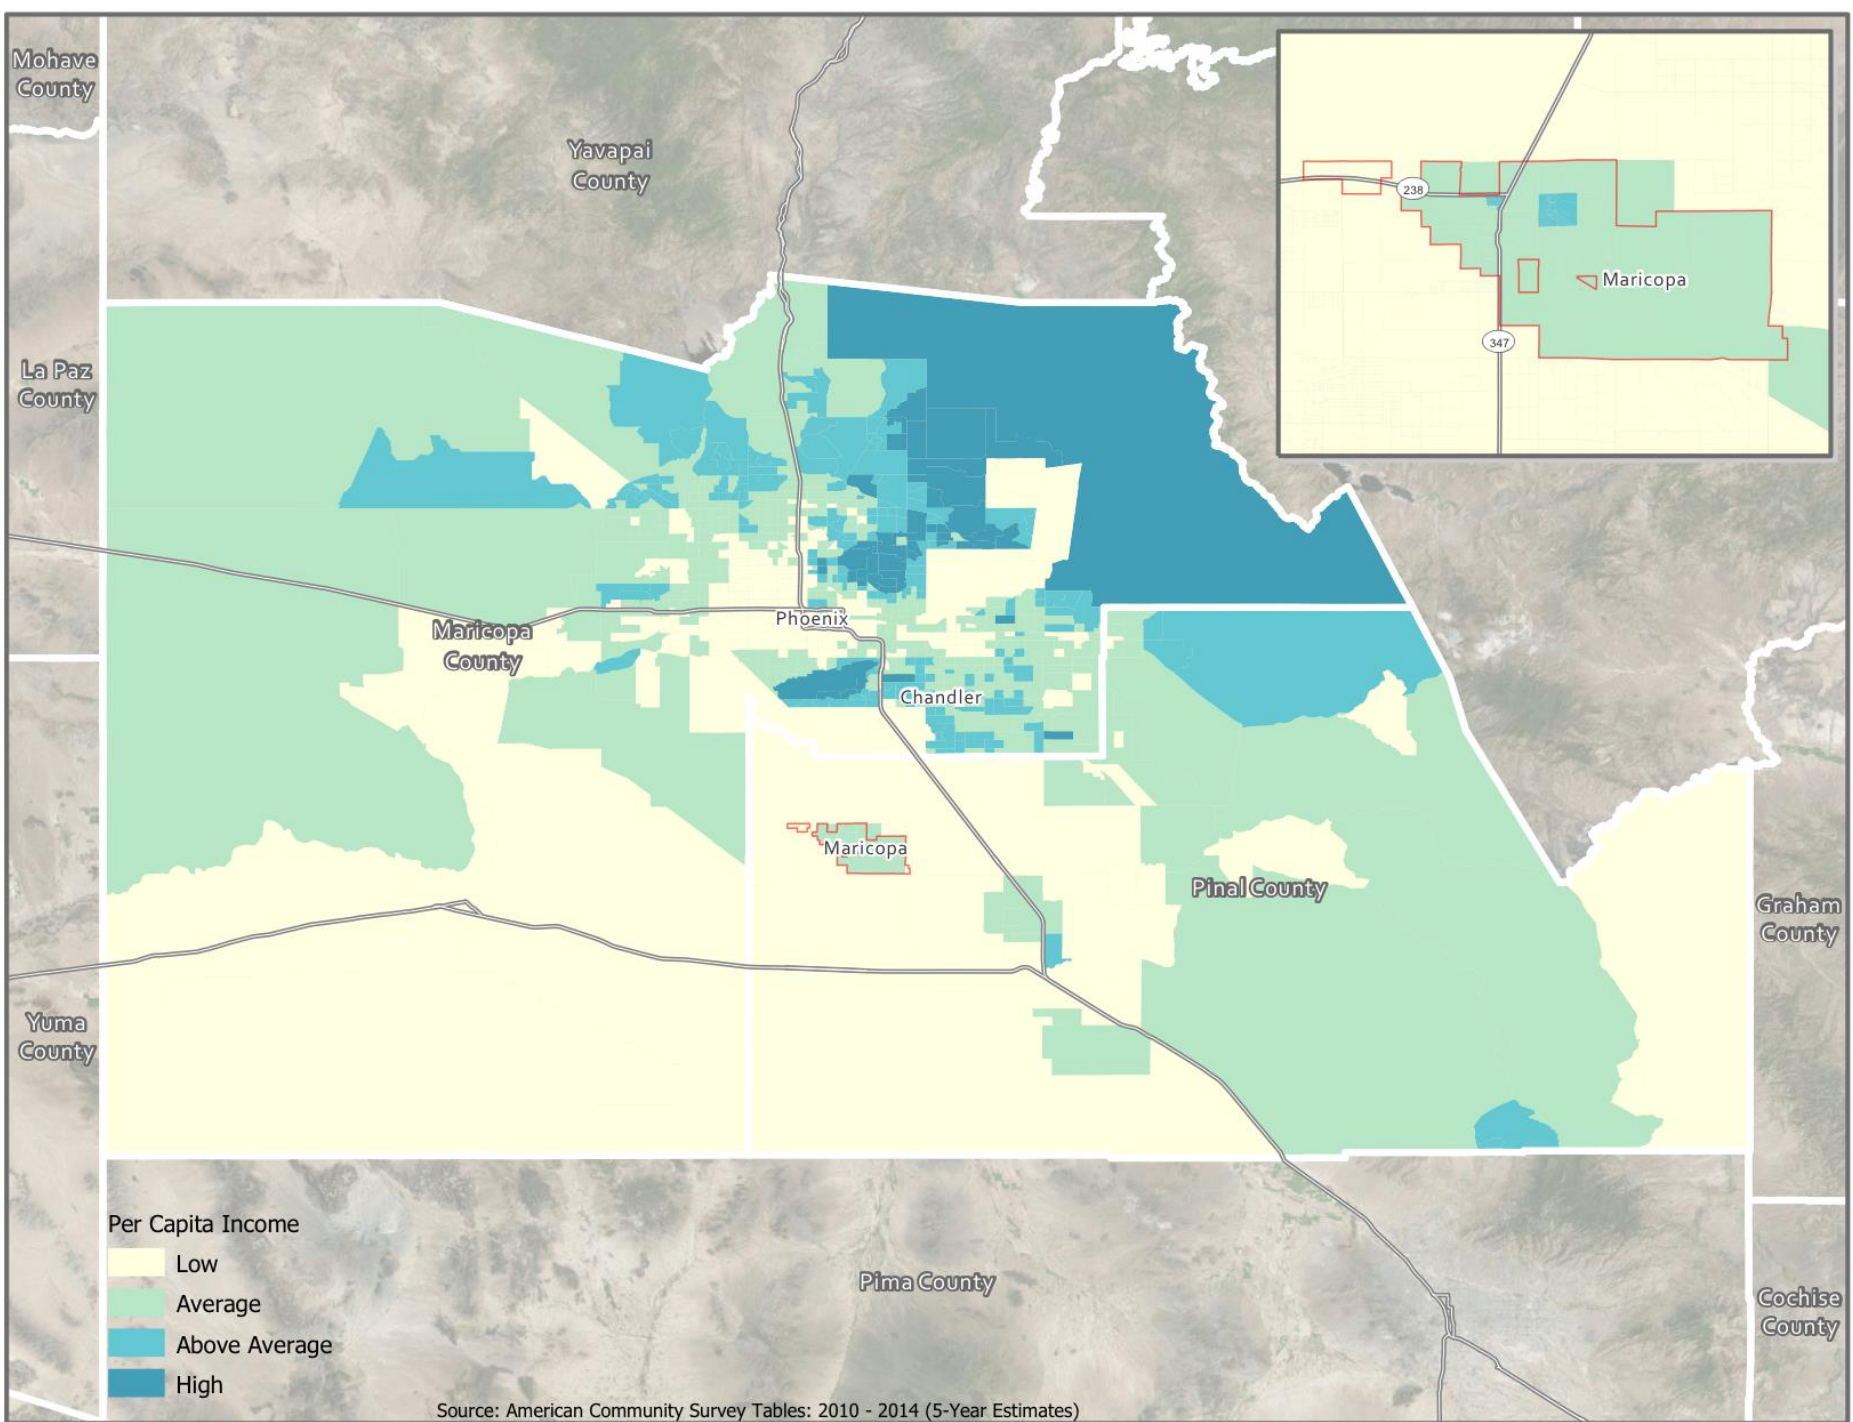 Mohave
County
Yavapai
County
238
Maricopa
347
La Paz
County
Phoenix
Maricopa
County
Chandler
Maricopa
Pinal County
Graham
County
Yuma
County
Per Capita Income
Low
Average
Above Average
High
Pima County
Cochise
County
Source: American Community Survey Tables: 2010 - 2014 (5-Year Estimates)